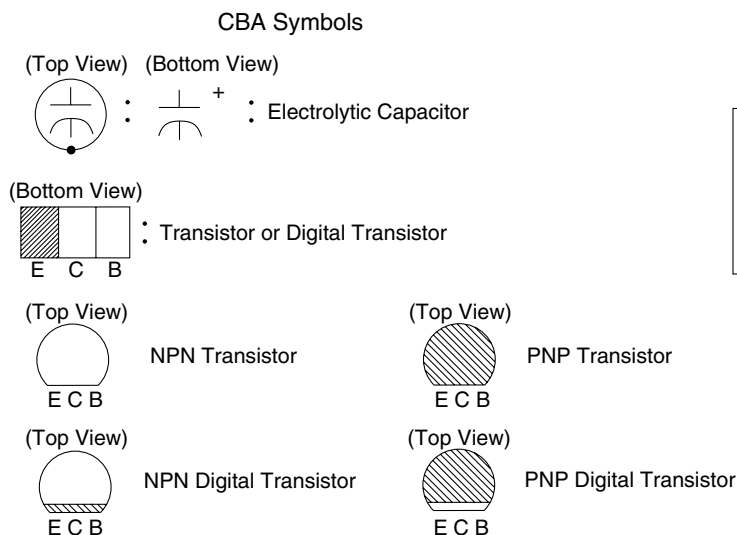 CBA Symbols
(Top View) (Bottom View)
+
: : Electrolytic Capacitor
(Bottom View)
: Transistor or Digital Transistor
E C B
(Top View) (Top View)
NPN Transistor PNP Transistor
E C B E C B
(Top View) (Top View)
NPN Digital Transistor PNP Digital Transistor
E C B E C B